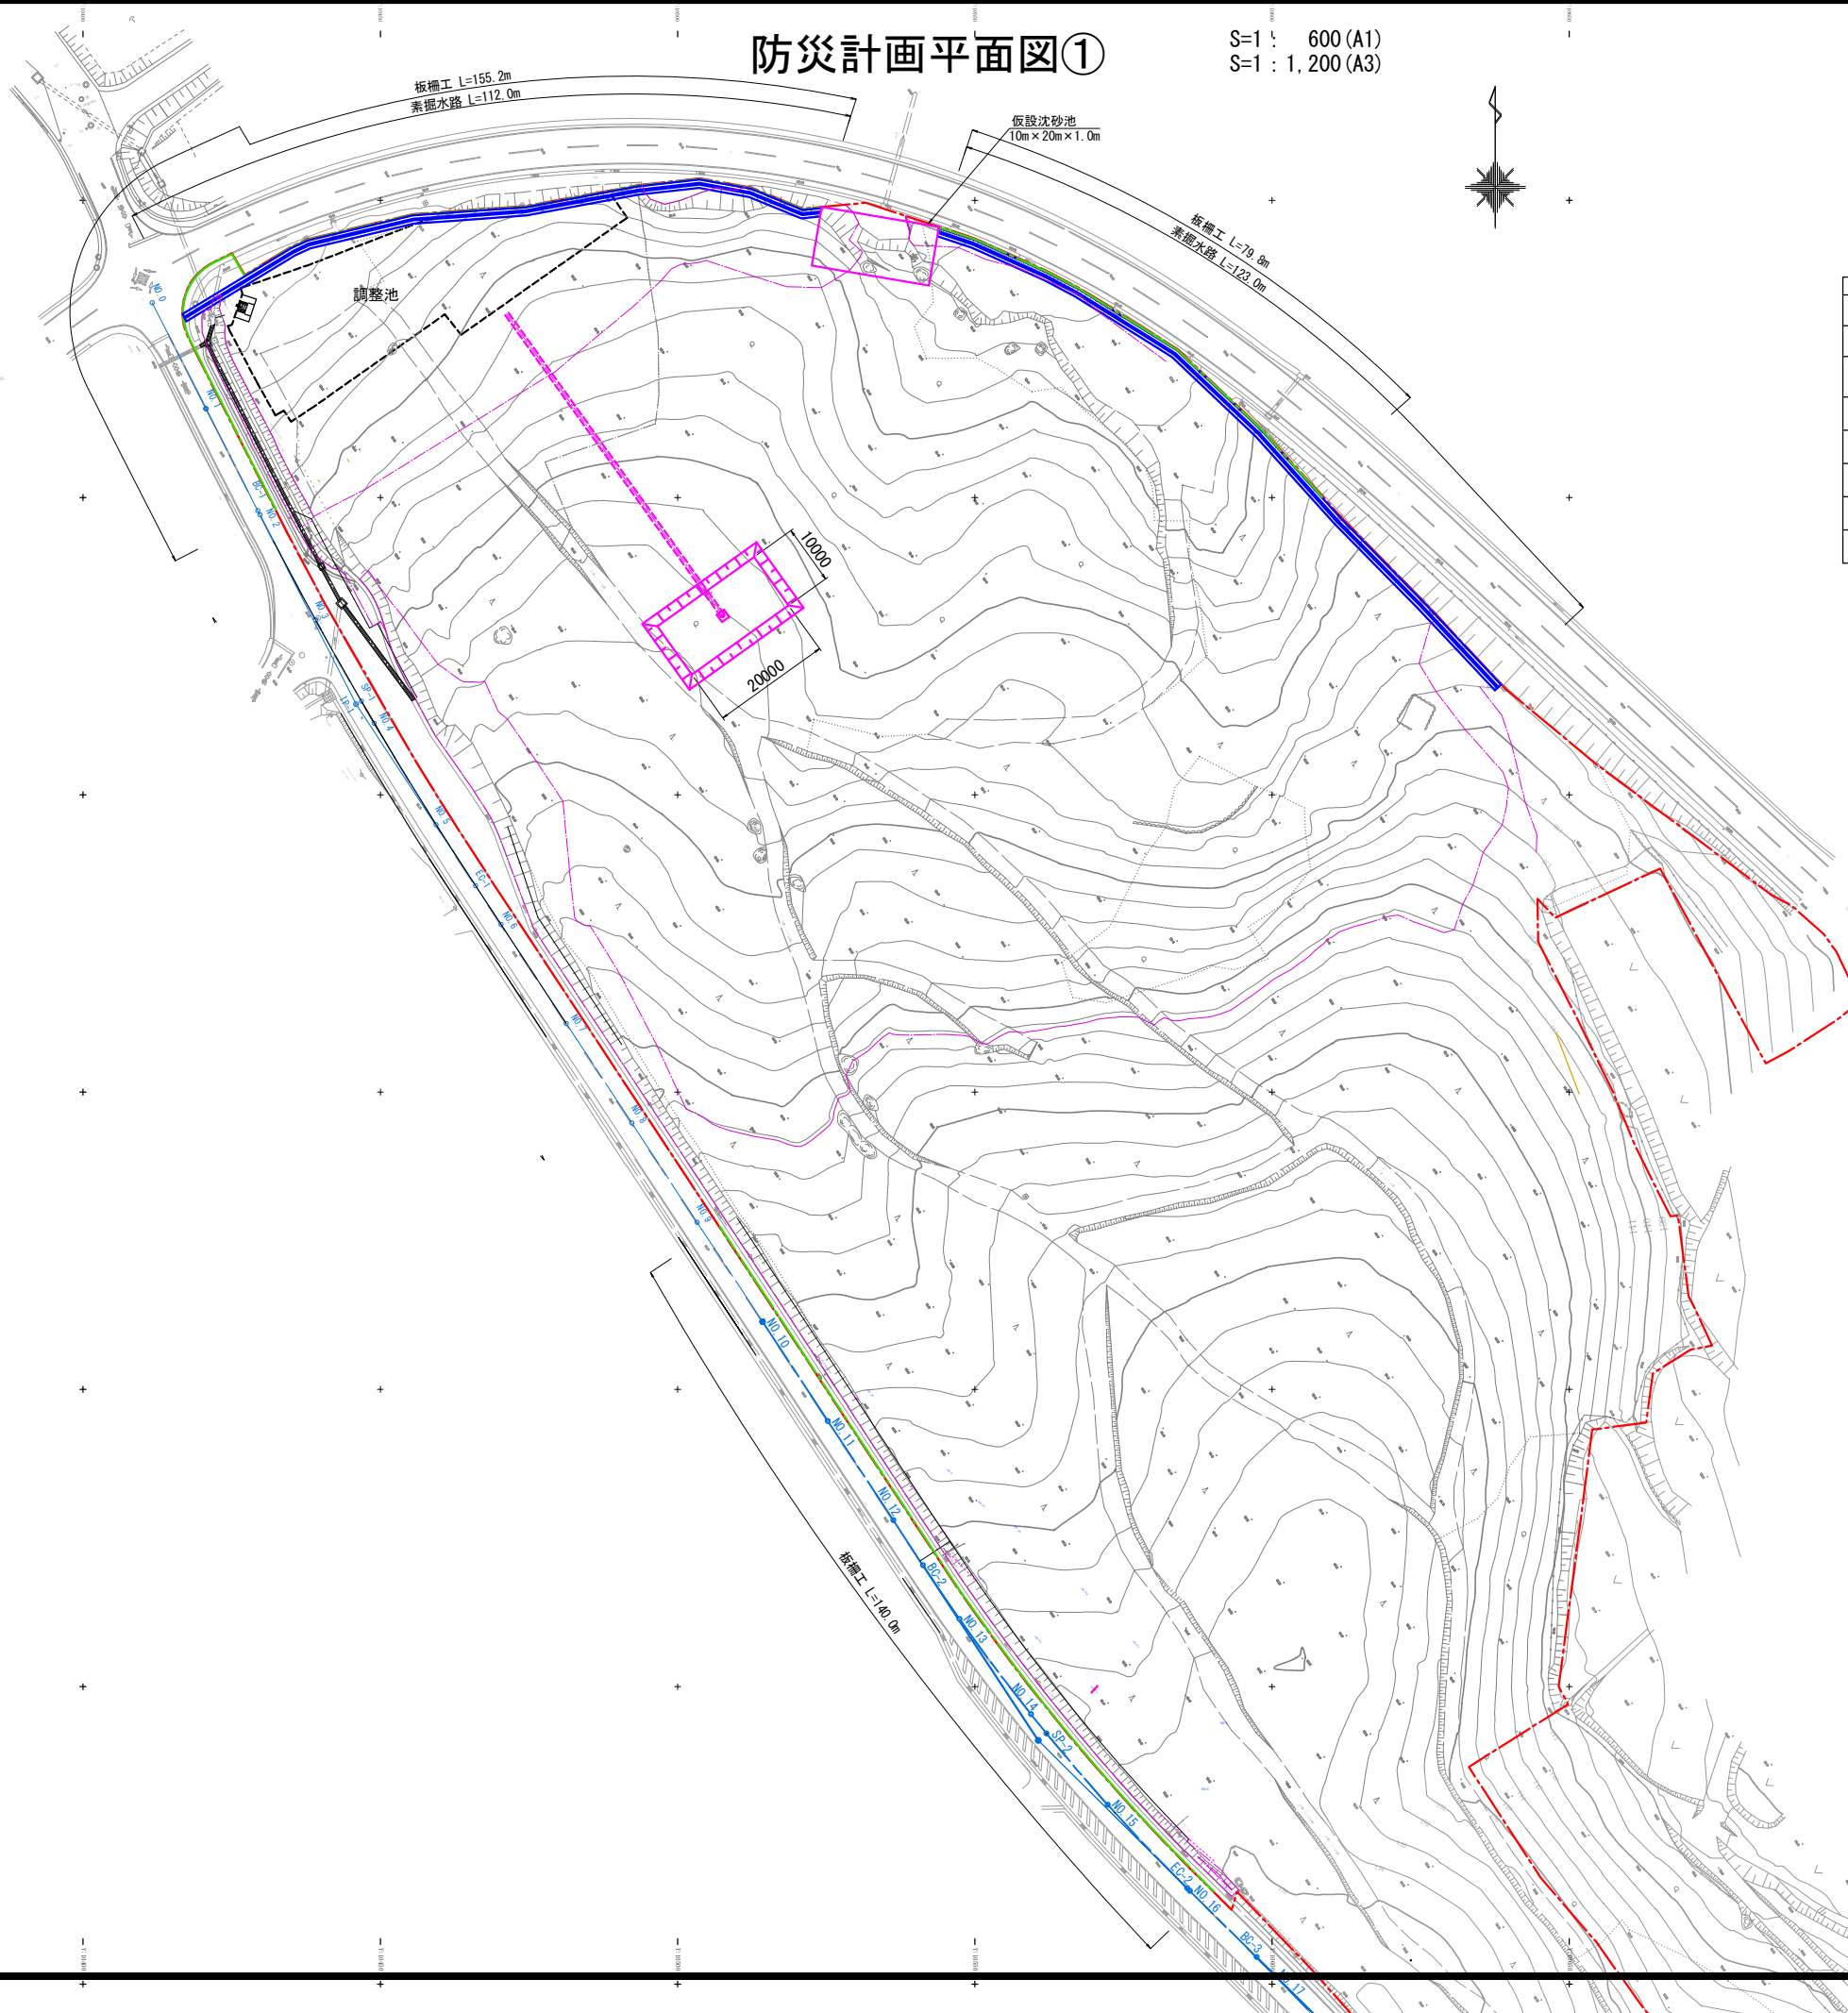 防災計画平面図①
S=1 : 600(A1)
S=1 : 1,200(A3)
板柵工 L=155.2m
素掘水路 L=112.0m
仮設沈砂池
10m×20m×1.0m
板柵工 L=79.8m
素掘水路 L=123.0m
調整池
10000
20000
NO.0
NO.1
BC-1
NO.2
NO.3
SP-1
IP-1
NO.4
NO.5
EC-1
NO.6
NO.7
NO.8
NO.9
NO.10
NO.11
NO.12
BC-2
NO.13
板柵工 L=140.0m
NO.14
SP-2
NO.15
EC-2
NO.16
BC-3
NO.17